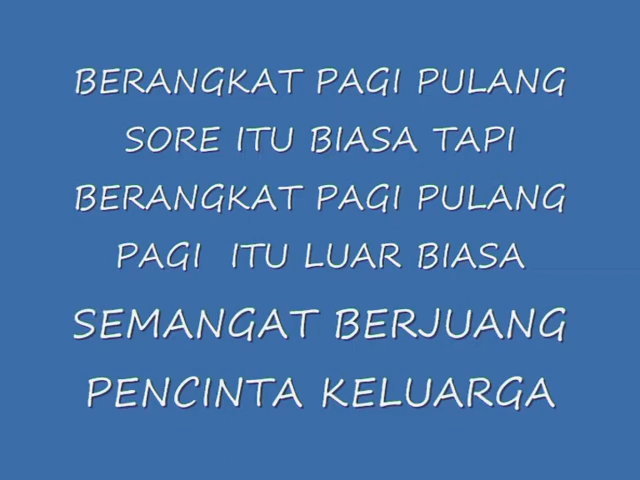 BERANGKAT PAGI PULANG
SORE ITU BIASA TAPI
BERANGKAT PAGI PULANG
PAGI ITU LUAR BIASA
SEMANGAT BERJUANG
PENCINTA KELUARGA